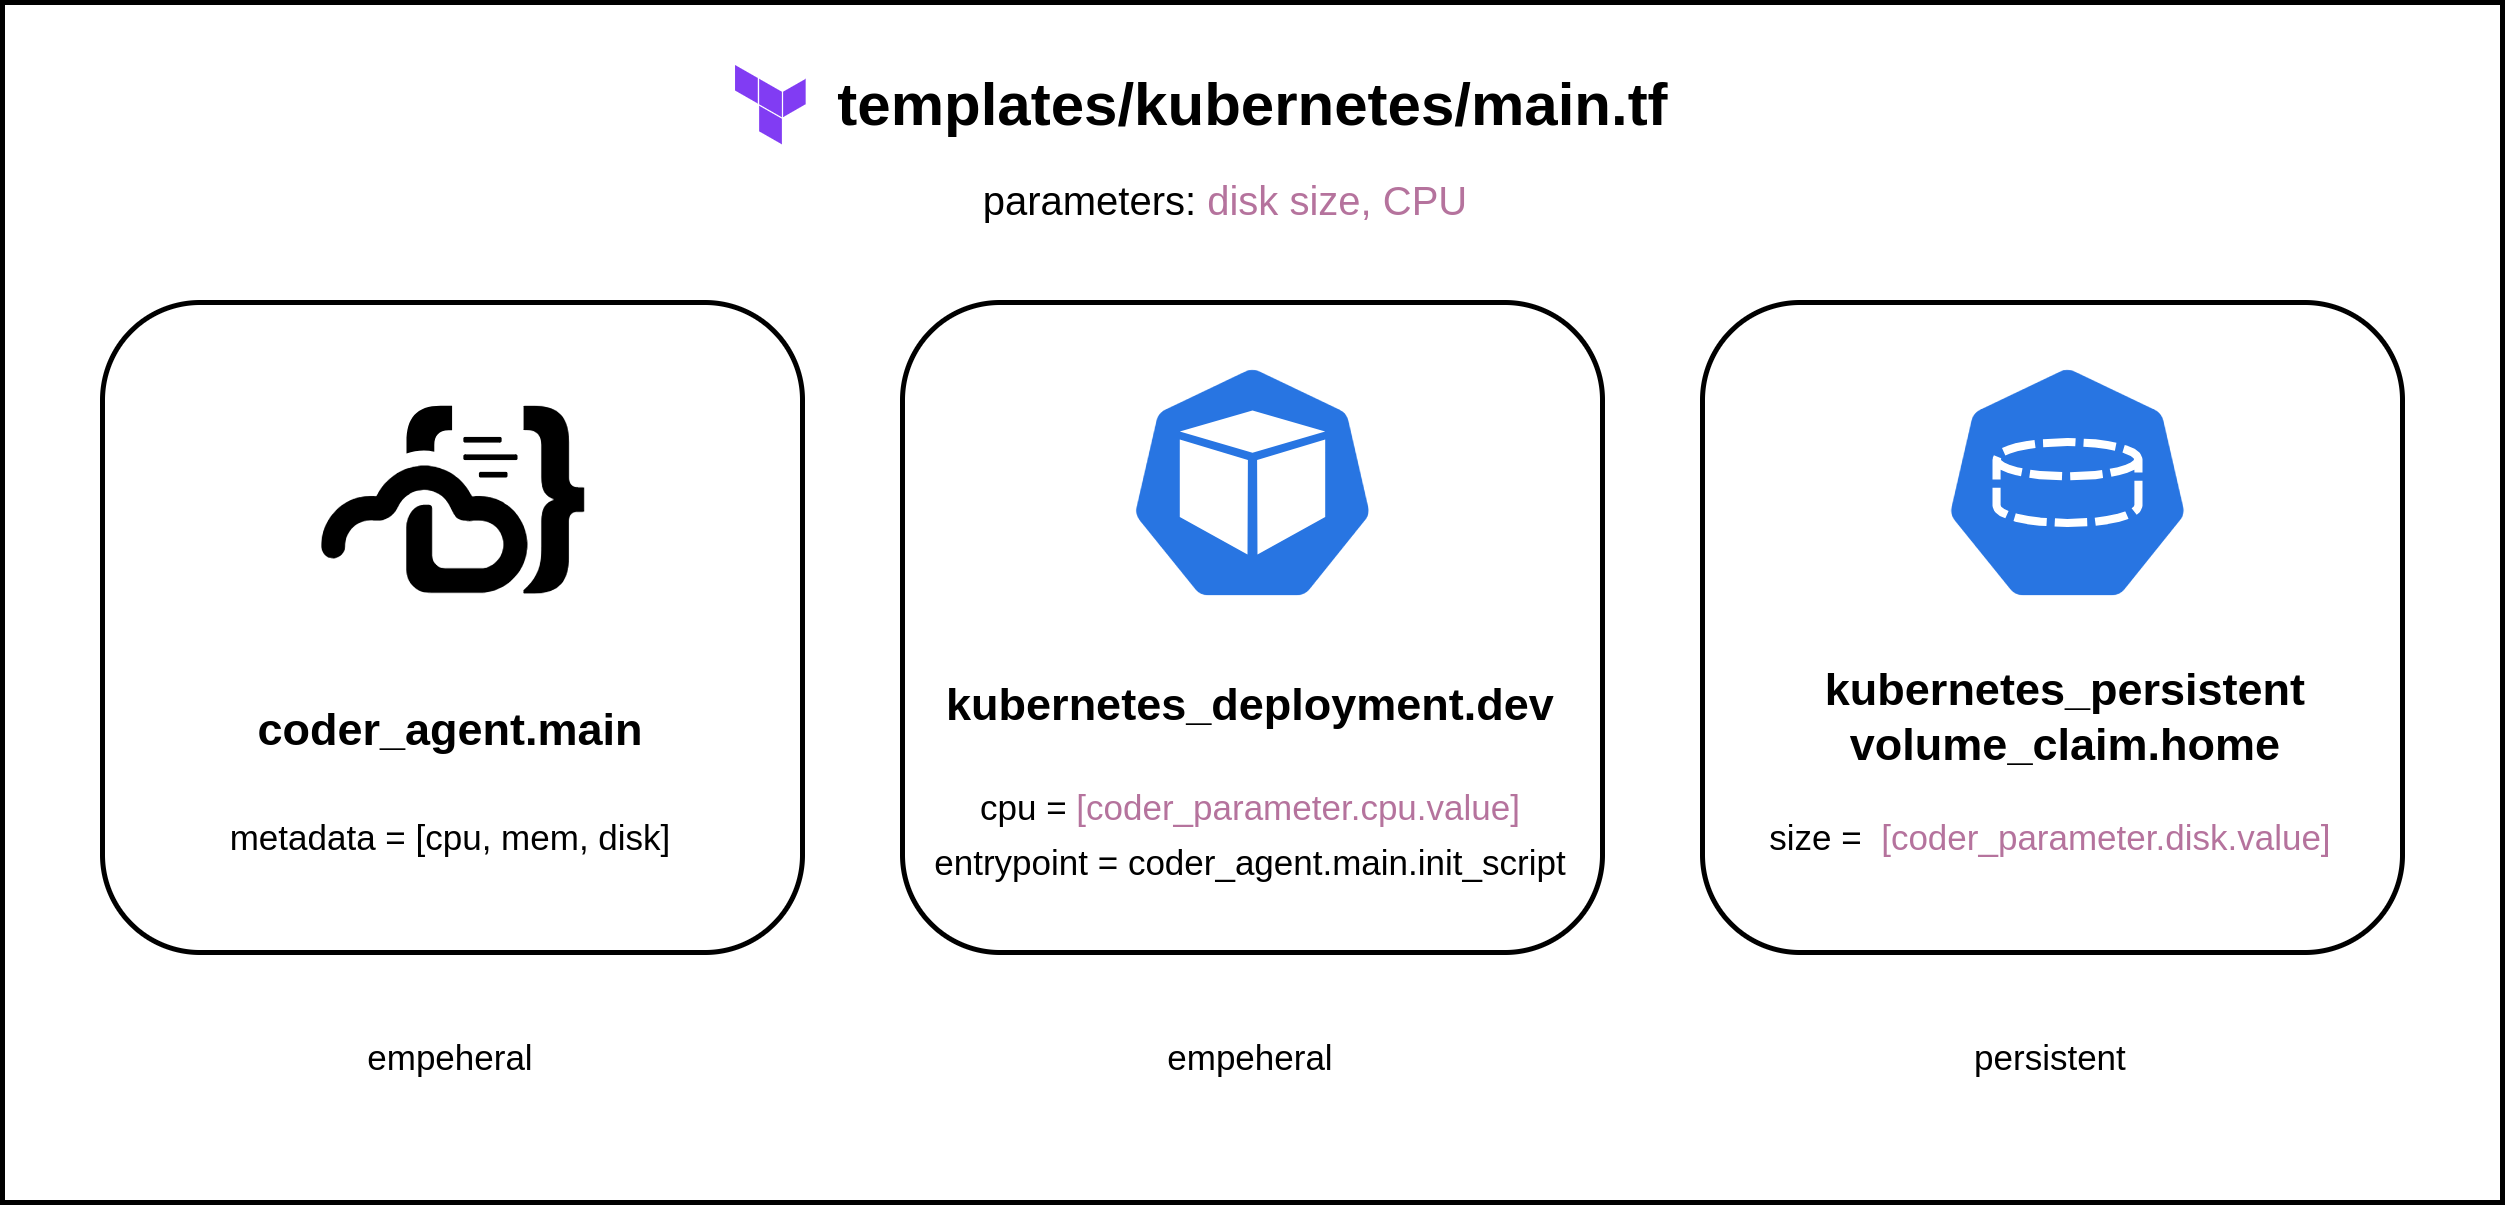 templates/kubernetes/main.tf
parameters: disk size, CPU
coder_agent.main
metadata = [cpu, mem, disk]
kubernetes_deployment.dev
cpu = [coder_parameter.cpu.value]
entrypoint = coder_agent.main.init_script
kubernetes_persistent
volume_claim.home
size = [coder_parameter.disk.value]
empeheral
empeheral
persistent